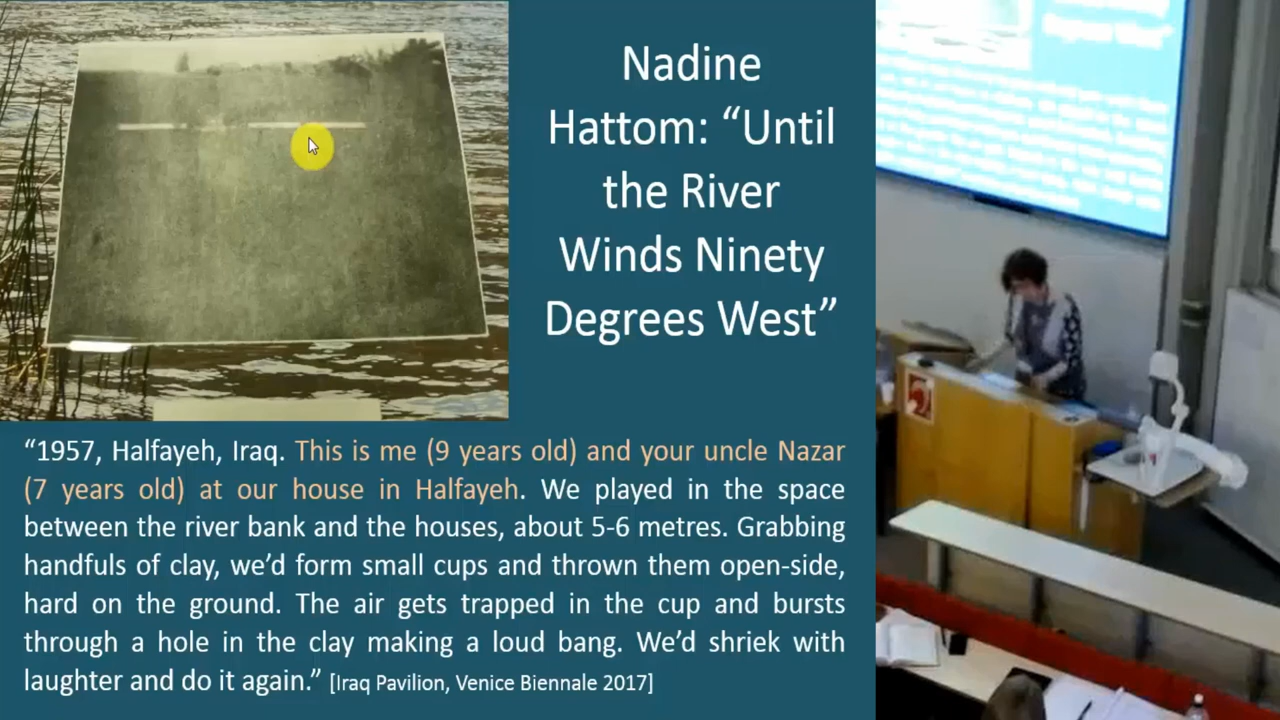 Nadine
Hattom: “Until
the River
Winds Ninety
Degrees West”
“1957, Halfayeh, Iraq. This is me (9 years old) and your uncle Nazar
(7 years old) at our house in Halfayeh. We played in the space
between the river bank and the houses, about 5-6 metres. Grabbing
handfuls of clay, we’d form small cups and thrown them open-side,
hard on the ground. The air gets trapped in the cup and bursts
through a hole in the clay making a loud bang. We’d shriek with
laughter and do it again.” [Iraq Pavilion, Venice Biennale 2017]